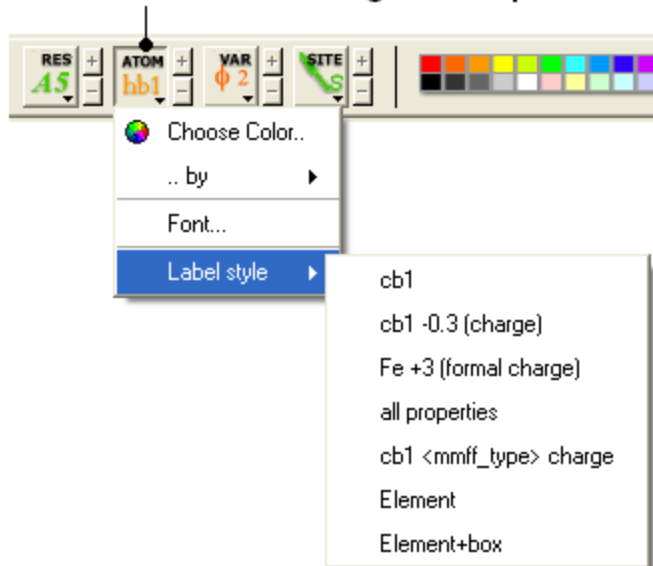 RES ATOM VAR SITE
A5 hb1 ϕ 2 S
Choose Color..
.. by
Font...
Label style
cb1
cb1 -0.3 (charge)
Fe +3 (formal charge)
all properties
cb1 <mmff_type> charge
Element
Element+box